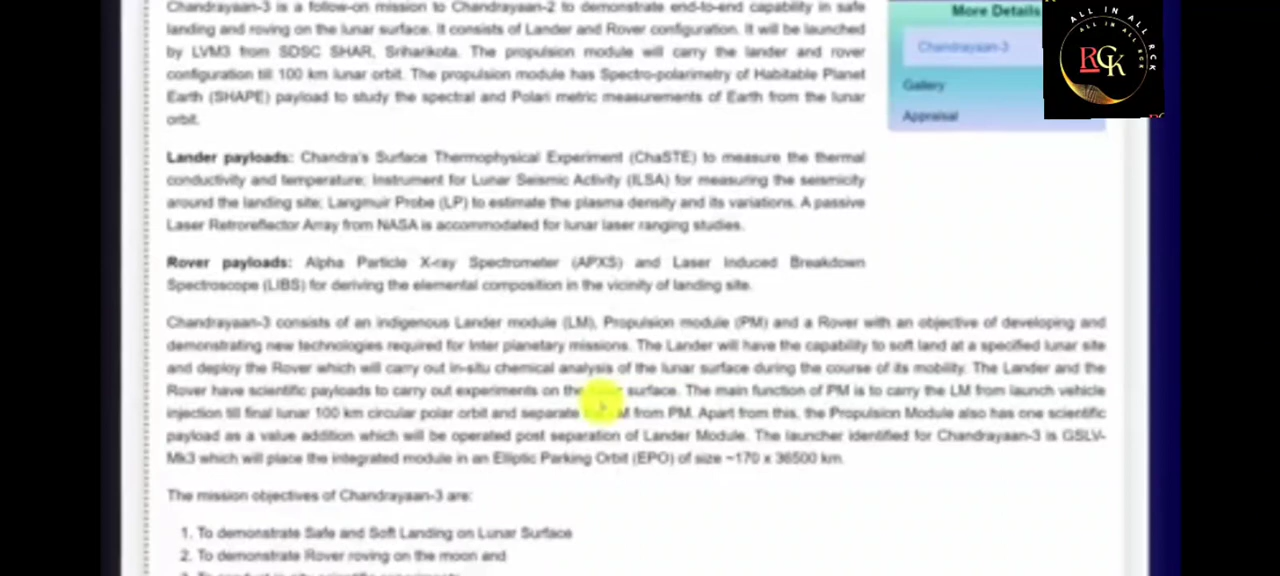 Chandrayaan-3 is a follow-on mission to Chandrayaan-2 to demonstrate end-to-end capability in safe
landing and roving on the lunar surface. It consists of Lander and Rover configuration. It will be launched
by LVM3 from SDSC SHAR, Sriharikota. The propulsion module will carry the lander and rover
configuration till 100 km lunar orbit. The propulsion module has Spectro-polarimetry of Habitable Planet
Earth (SHAPE) payload to study the spectral and Polari metric measurements of Earth from the lunar
orbit.
Lander payloads: Chandra's Surface Thermophysical Experiment (ChaSTE) to measure the thermal
conductivity and temperature; Instrument for Lunar Seismic Activity (ILSA) for measuring the seismicity
around the landing site; Langmuir Probe (LP) to estimate the plasma density and its variations. A passive
Laser Retroreflector Array from NASA is accommodated for lunar laser ranging studies.
Rover payloads: Alpha Particle X-ray Spectrometer (APXS) and Laser Induced Breakdown
Spectroscope (LIBS) for deriving the elemental composition in the vicinity of landing site.
Chandrayaan-3 consists of an indigenous Lander module (LM), Propulsion module (PM) and a Rover with an objective of developing and
demonstrating new technologies required for Inter planetary missions. The Lander will have the capability to soft land at a specified lunar site
and deploy the Rover which will carry out in-situ chemical analysis of the lunar surface during the course of its mobility. The Lander and the
Rover have scientific payloads to carry out experiments on the surface. The main function of PM is to carry the LM from launch vehicle
injection till final lunar 100 km circular polar orbit and separate from PM. Apart from this, the Propulsion Module also has one scientific
payload as a value addition which will be operated post separation of Lander Module. The launcher identified for Chandrayaan-3 is GSLV-
Mk3 which will place the integrated module in an Elliptic Parking Orbit (EPO) of size ~170 x 36500 km.
The mission objectives of Chandrayaan-3 are:
1. To demonstrate Safe and Soft Landing on Lunar Surface
2. To demonstrate Rover roving on the moon and
3. To conduct in-situ scientific experiments
More Details
Chandrayaan-3
Gallery
Appraisal
ALL IN ALL RCK
ALL IN ALL RCK
RCK